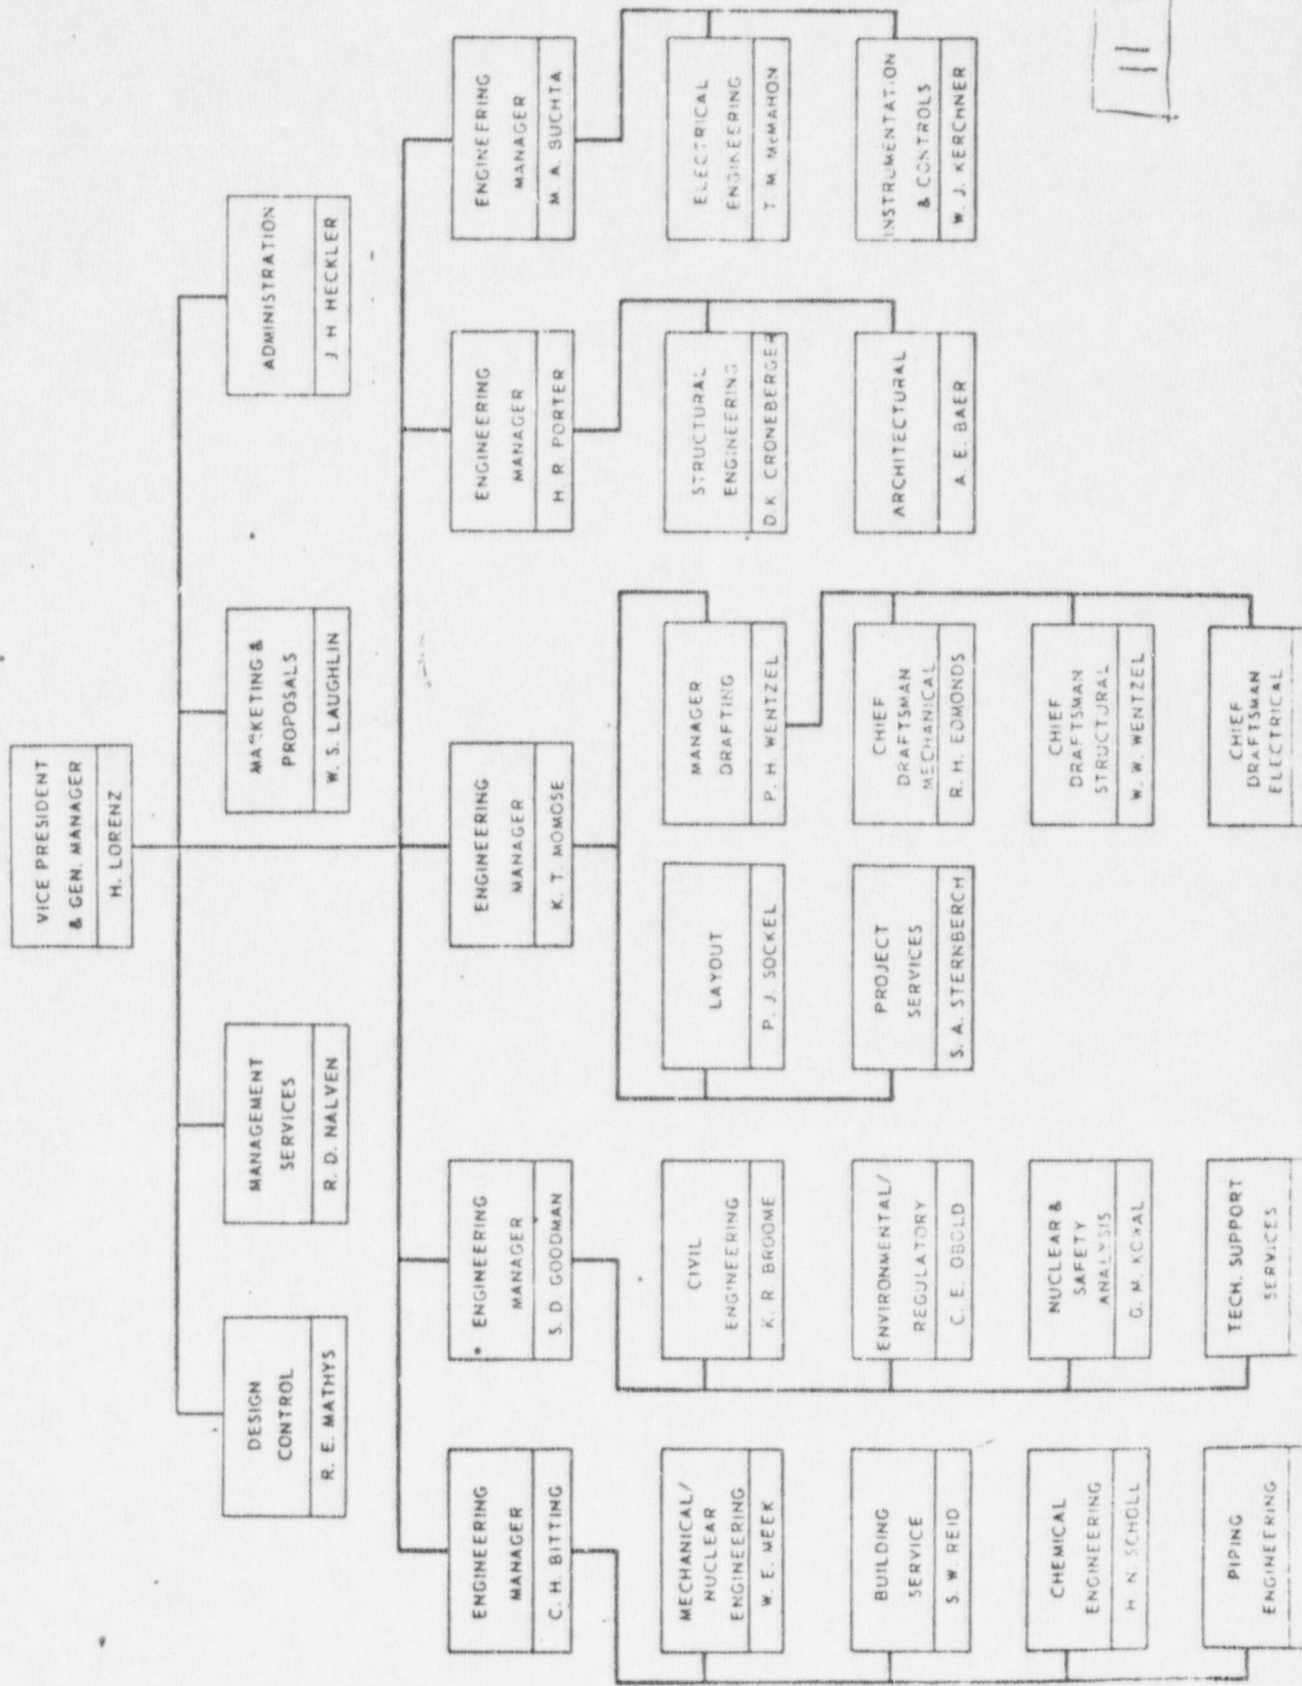 VICE PRESIDENT
& GEN. MANAGER
H. LORENZ
DESIGN
CONTROL
R. E. MATHYS
MANAGEMENT
SERVICES
R. D. NALVEN
MARKETING &
PROPOSALS
W. S. LAUGHLIN
ADMINISTRATION
J. H HECKLER
ENGINEERING
MANAGER
C. H. BITTING
ENGINEERING
MANAGER
S. D. GOODMAN
ENGINEERING
MANAGER
K. T. MOMOSE
ENGINEERING
MANAGER
H. R. PORTER
ENGINEERING
MANAGER
M. A. BUCHTA
MECHANICAL/
NUCLEAR
ENGINEERING
W. E. MEEK
BUILDING
SERVICE
S. W. REID
CHEMICAL
ENGINEERING
H. N. SCHOLL
PIPING
ENGINEERING
CIVIL
ENGINEERING
K. R. BROOME
ENVIRONMENTAL/
REGULATORY
C. E. OBOLD
NUCLEAR &
SAFETY
ANALYSIS
G. M. KOWAL
TECH. SUPPORT
SERVICES
LAYOUT
P. J. SOCKEL
PROJECT
SERVICES
S. A. STERNBERCH
MANAGER
DRAFTING
P. H. WENTZEL
CHIEF
DRAFTSMAN
MECHANICAL
R. H. EDMONDS
CHIEF
DRAFTSMAN
STRUCTURAL
W. W. WENTZEL
CHIEF
DRAFTSMAN
ELECTRICAL
STRUCTURAL
ENGINEERING
D.K. CRONEBERGER
ARCHITECTURAL
A. E. BAER
ELECTRICAL
ENGINEERING
T. M. McMAHON
INSTRUMENTATION
& CONTROLS
W. J. KERCHNER